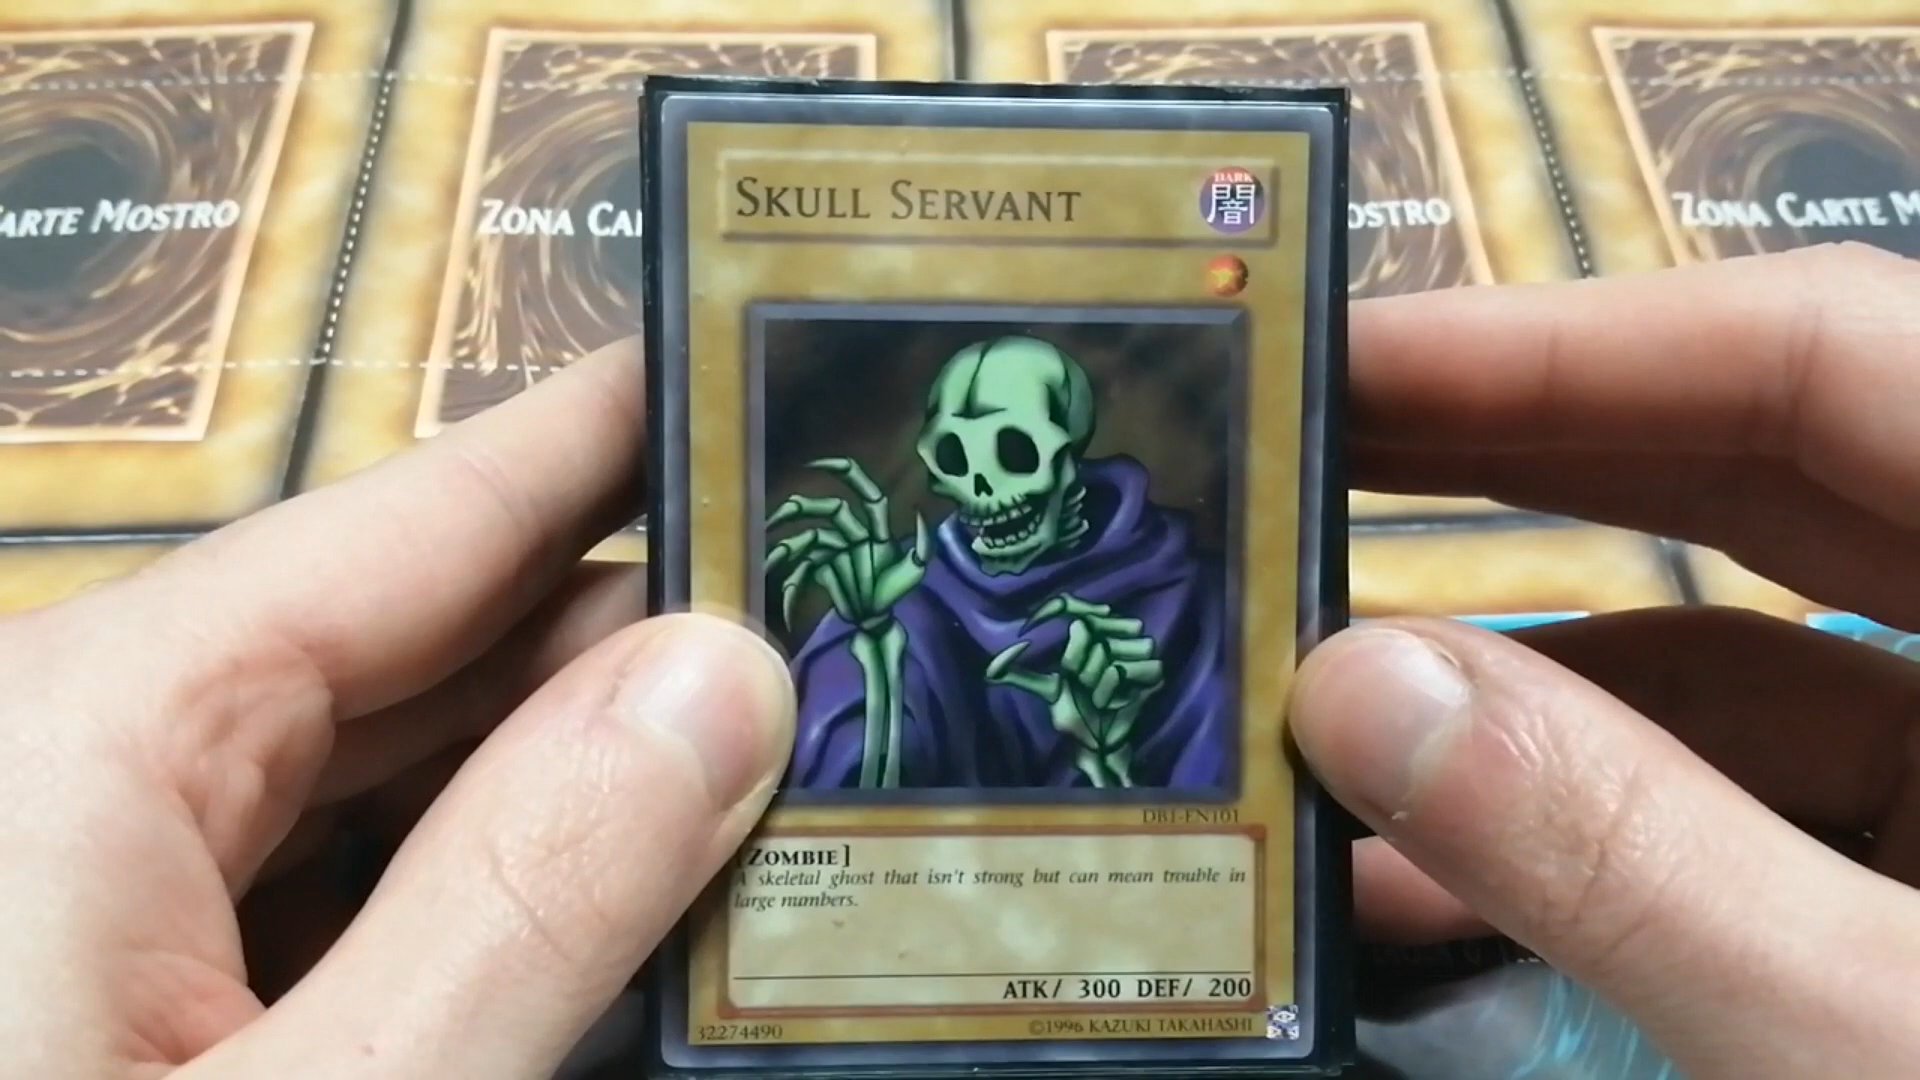 ARTE MOSTRO
ZONA CA
OSTRO
ZONA CARTE M
SKULL SERVANT
DARK
闇
DB1-EN101
[ZOMBIE]
A skeletal ghost that isn't strong but can mean trouble in
large numbers.
ATK/ 300 DEF/ 200
32274490
©1996 KAZUKI TAKAHASHI